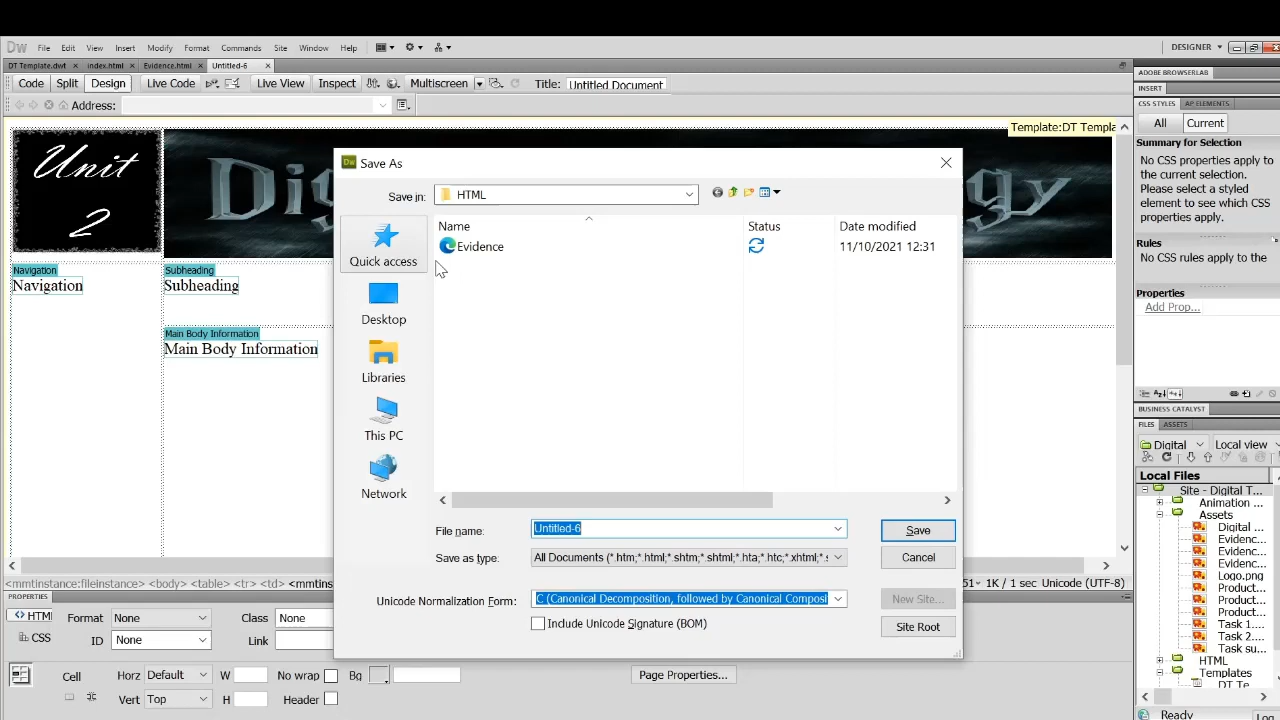 Dw File Edit View Insert Modify Format Commands Site Window Help DESIGNER
DT Template.dwt × index.html × Evidence.html × Untitled-6 ×
Code Split Design Live Code Live View Inspect Multiscreen Title: Untitled Document
Address:
Template:DT Templa
Unit
2
Navigation
Navigation
Subheading
Subheading
Main Body Information
Main Body Information
Dw Save As
Save in: HTML
Name Status Date modified
Evidence 11/10/2021 12:31
Quick access
Desktop
Libraries
This PC
Network
File name: Untitled-6 Save
Save as type: All Documents (*.htm;*.html;*.shtm;*.shtml;*.hta;*.htc;*.xhtml;*.s Cancel
Unicode Normalization Form: C (Canonical Decomposition, followed by Canonical Composit New Site...
Include Unicode Signature (BOM) Site Root
<mmtinstance:fileinstance> <body> <table> <tr> <td> <mmtins
1K / 1 sec Unicode (UTF-8)
PROPERTIES
<> HTML Format None Class None
CSS ID None Link
Cell Horz Default W No wrap Bg Page Properties...
Vert Top H Header
ADOBE BROWSERLAB
INSERT
CSS STYLES AP ELEMENTS
All Current
Summary for Selection
No CSS properties apply to
the current selection.
Please select a styled
element to see which CSS
properties apply.
Rules
No CSS rules apply to the
Properties
Add Prop...
BUSINESS CATALYST
FILES ASSETS
Digital Local view
Local Files
Site - Digital T...
Animation
Assets
Digital ...
Evidenc...
Evidenc...
Evidenc...
Logo.png
Product...
Product...
Product...
Task 1....
Task 2....
Task su...
HTML
Templates
DT Te
Ready Log